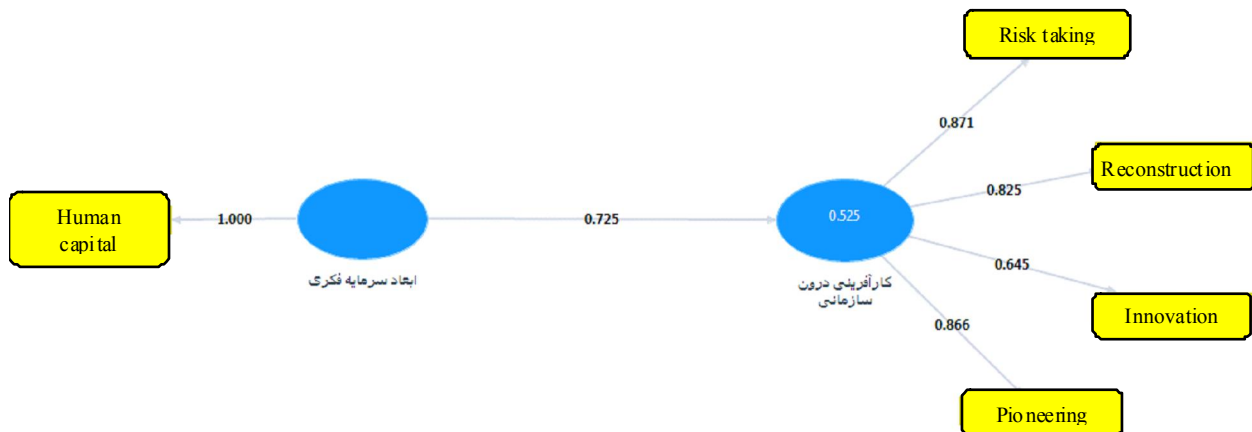 Risk taking
0.871
Reconstruction
0.825
Human
capital
1.000
0.725
0.525
ابعاد سرمایه فکری
کارآفرینی درون
سازمانی
0.645
Innovation
0.866
Pioneering